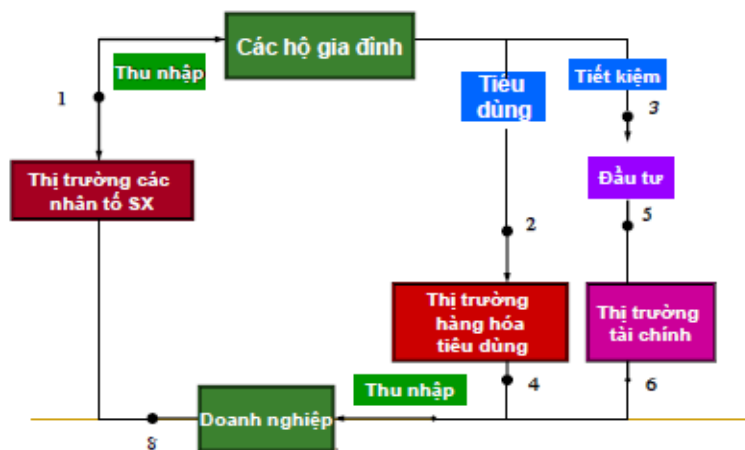 Các hộ gia đình
Thu nhập
Tiêu
dùng
Tiết kiệm
1
3
Thị trường các
nhân tố SX
Đầu tư
2
5
Thị trường
hàng hóa
tiêu dùng
Thị trường
tài chính
Thu nhập
4
6
Doanh nghiệp
8